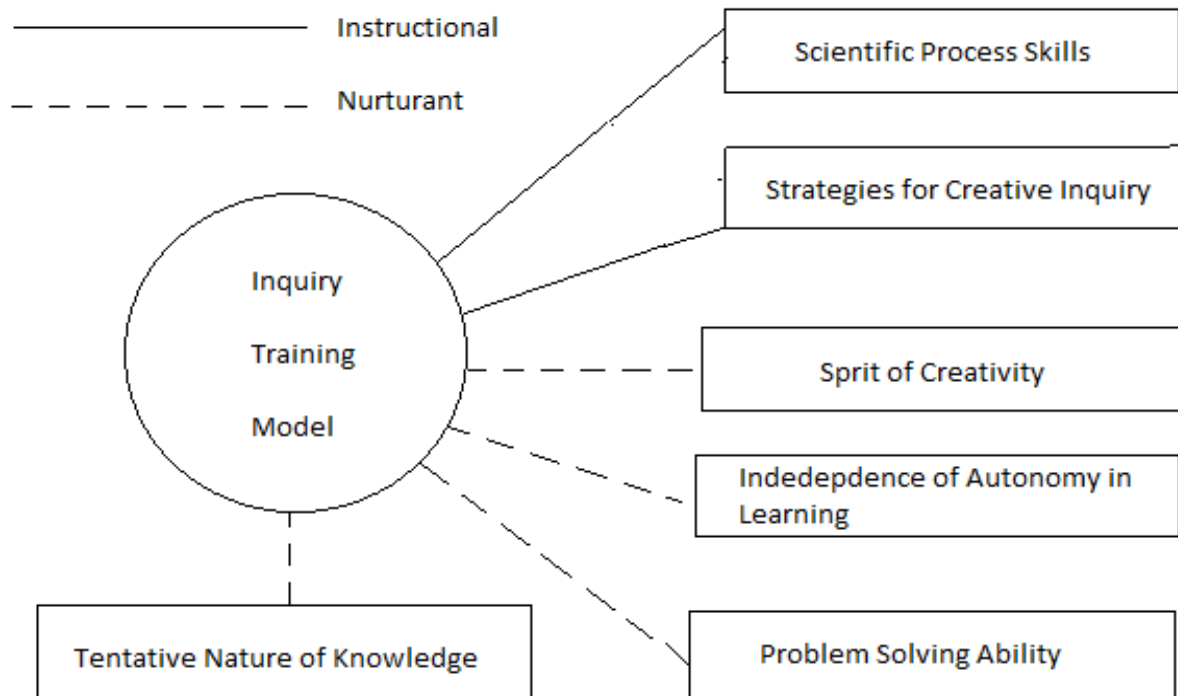 Instructional
Nurturant
Scientific Process Skills
Strategies for Creative Inquiry
Inquiry
Training
Model
Sprit of Creativity
Indedepdence of Autonomy in
Learning
Problem Solving Ability
Tentative Nature of Knowledge